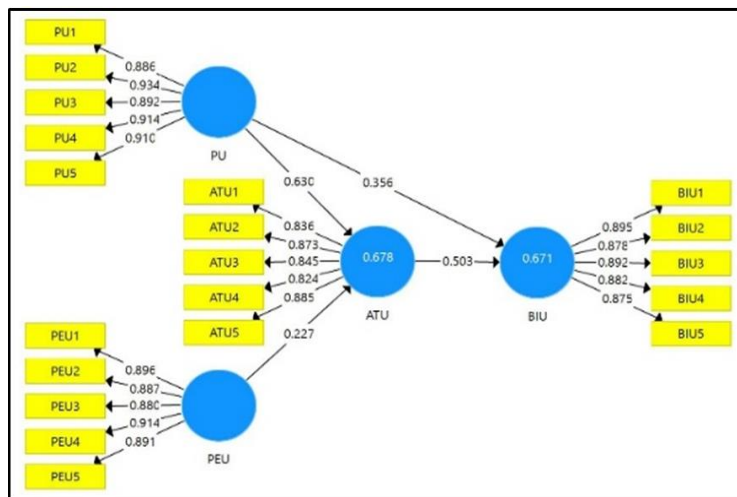 PU1
PU2
PU3
PU4
PU5
0.886
0.934
0.892
0.914
0.910
PU
0.630
0.356
ATU1
ATU2
ATU3
ATU4
ATU5
0.836
0.873
0.845
0.824
0.885
0.678
ATU
0.503
0.671
BIU
0.895
0.878
0.892
0.882
0.875
BIU1
BIU2
BIU3
BIU4
BIU5
0.227
PEU1
PEU2
PEU3
PEU4
PEU5
0.896
0.887
0.880
0.914
0.891
PEU